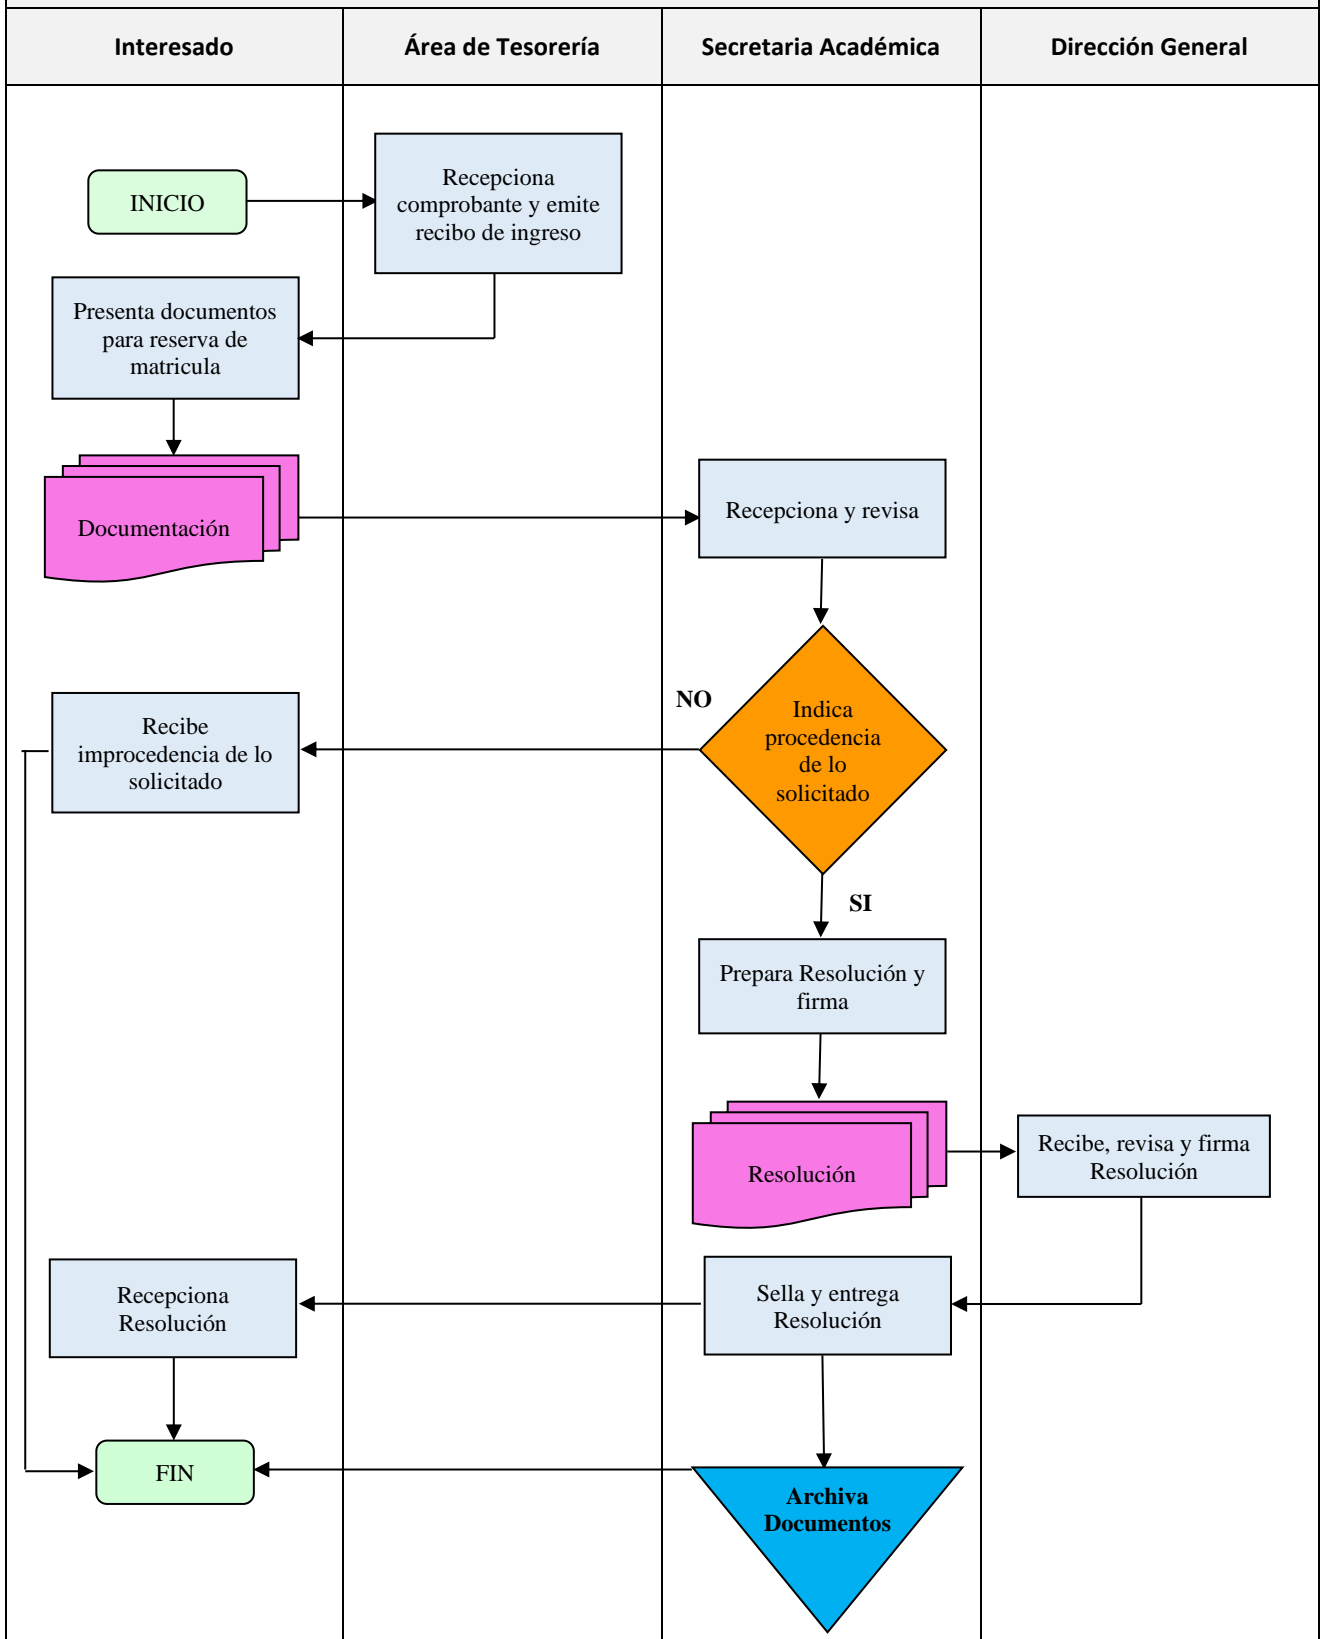 Interesado
Área de Tesorería
Secretaria Académica
Dirección General
INICIO
Recepciona
comprobante y emite
recibo de ingreso
Presenta documentos
para reserva de
matricula
Documentación
Recepciona y revisa
NO
Indica
procedencia
de lo
solicitado
Recibe
improcedencia de lo
solicitado
SI
Prepara Resolución y
firma
Resolución
Recibe, revisa y firma
Resolución
Recepciona
Resolución
Sella y entrega
Resolución
FIN
Archiva
Documentos